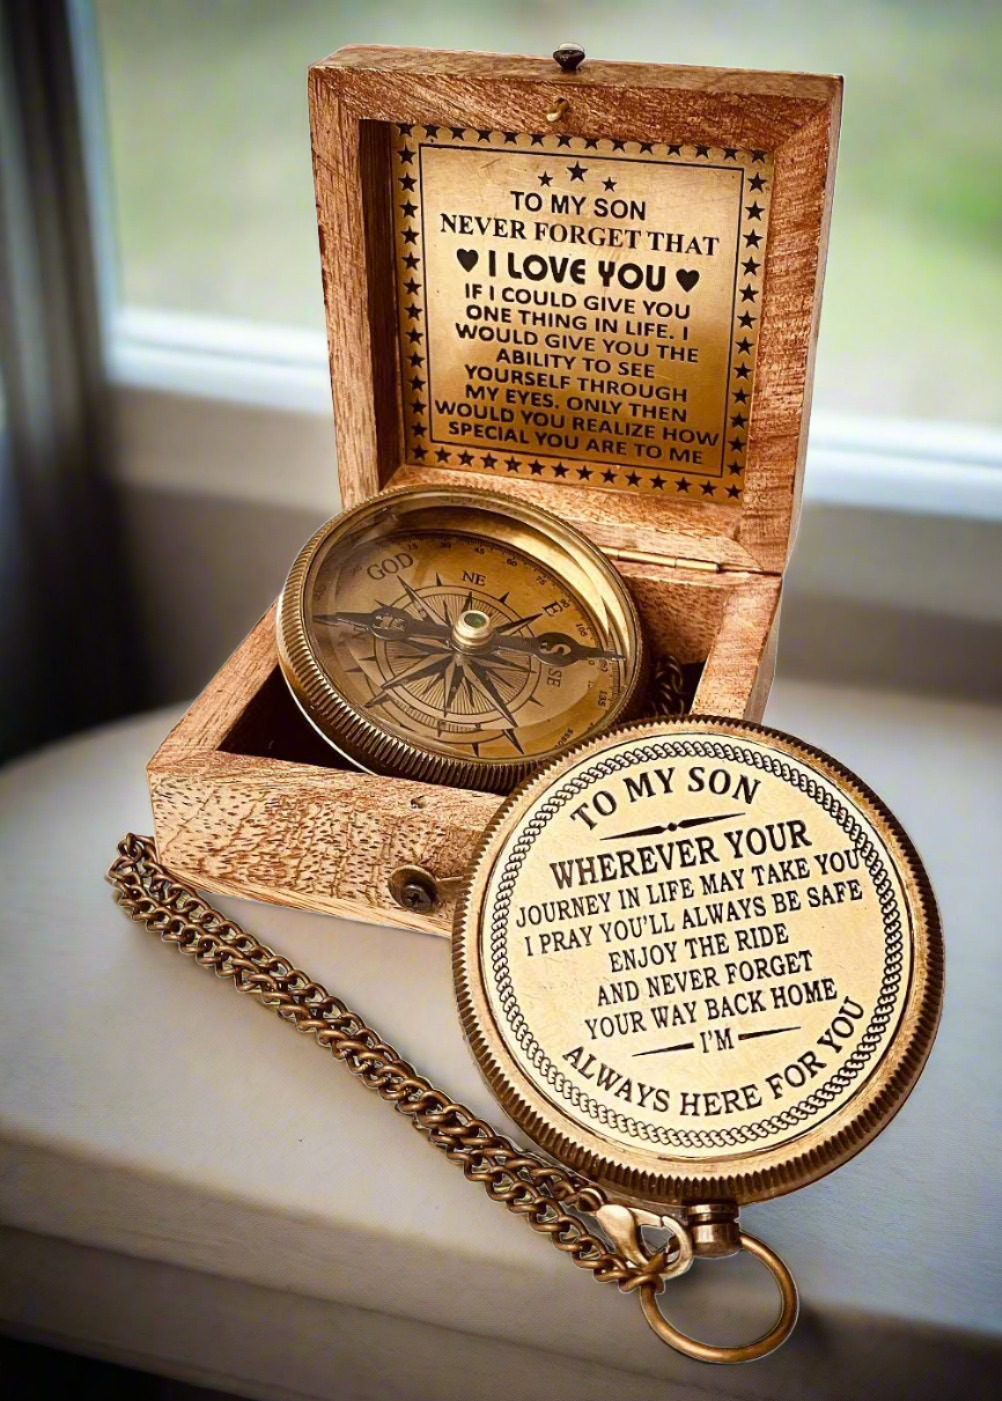 TO MY SON
NEVER FORGET THAT
♥ I LOVE YOU ♥
IF I COULD GIVE YOU
ONE THING IN LIFE. I
WOULD GIVE YOU THE
ABILITY TO SEE
YOURSELF THROUGH
MY EYES. ONLY THEN
WOULD YOU REALIZE HOW
SPECIAL YOU ARE TO ME
GOD
NE
E
S
SE
TO MY SON
WHEREVER YOUR
JOURNEY IN LIFE MAY TAKE YOU
I PRAY YOU'LL ALWAYS BE SAFE
ENJOY THE RIDE
AND NEVER FORGET
YOUR WAY BACK HOME
I'M
ALWAYS HERE FOR YOU